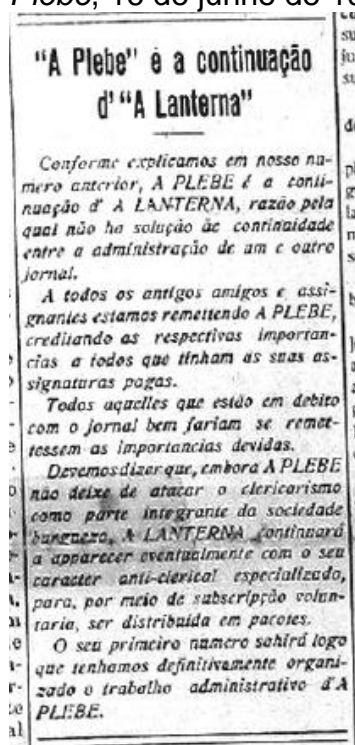 Plebe, 16 de junho de 19
"A Plebe" é a continuação
d' "A Lanterna"
Conforme explicamos em nosso nu-
mero anterior, A PLEBE é a conti-
nuação d' A LANTERNA, razão pela
qual não ha solução de continuidade
entre a administração de um e outro
jornal.
A todos os antigos amigos e assi-
gnantes estamos remettendo A PLEBE,
creditando as respectivas importan-
cias a todos que tinham as suas as-
signaturas pagas.
Todos aquelles que estão em debito
com o jornal bem fariam se remet-
tessem as importancias devidas.
Devemos dizer que, embora A PLEBE
não deixe de atacar o clericarismo
como parte integrante da sociedade
burgueza, A LANTERNA continuará
a apparecer eventualmente com o seu
caracter anti-clerical especializado,
para, por meio de subscripção volun-
taria, ser distribuida em pacotes.
O seu primeiro numero sahirá logo
que tenhamos definitivamente organi-
zado o trabalho administrativo d'A
PLEBE.